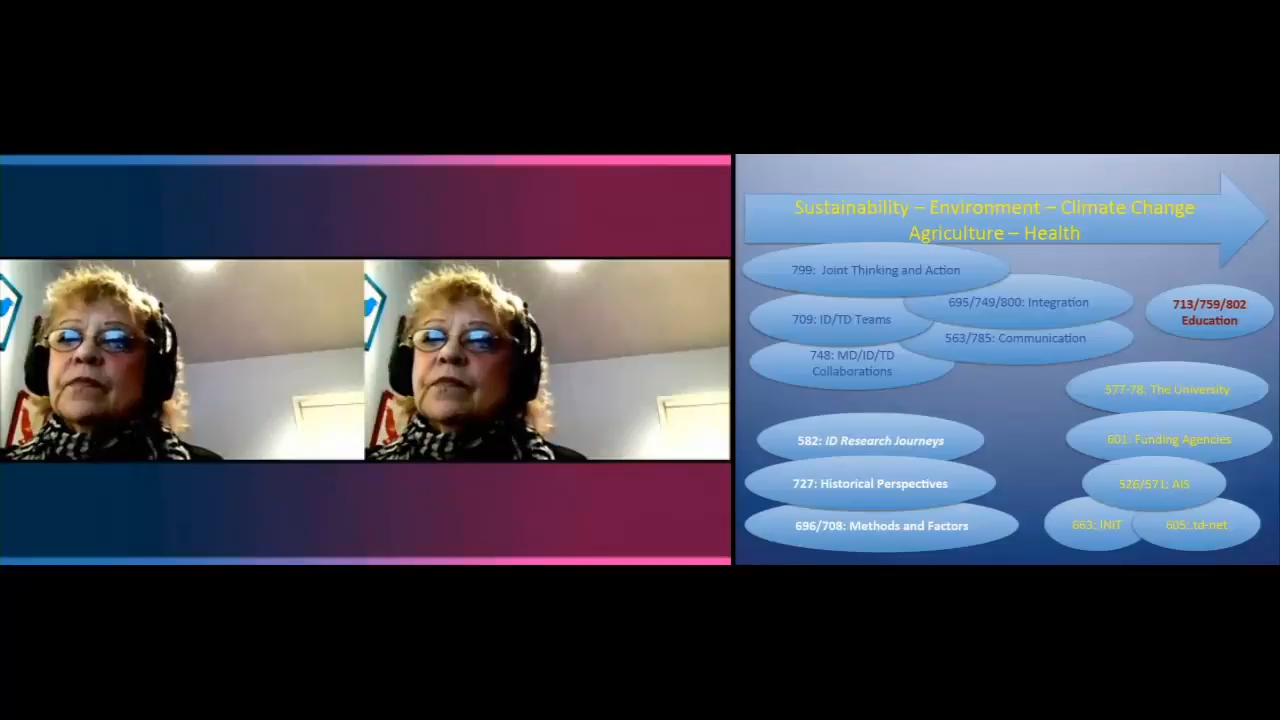 Sustainability – Environment – Climate Change
Agriculture – Health
799: Joint Thinking and Action
695/749/800: Integration
713/759/802
Education
709: ID/TD Teams
563/785: Communication
748: MD/ID/TD
Collaborations
577-78: The University
582: ID Research Journeys
601: Funding Agencies
727: Historical Perspectives
526/571; AIS
696/708: Methods and Factors
663; INIT
605:.td-net